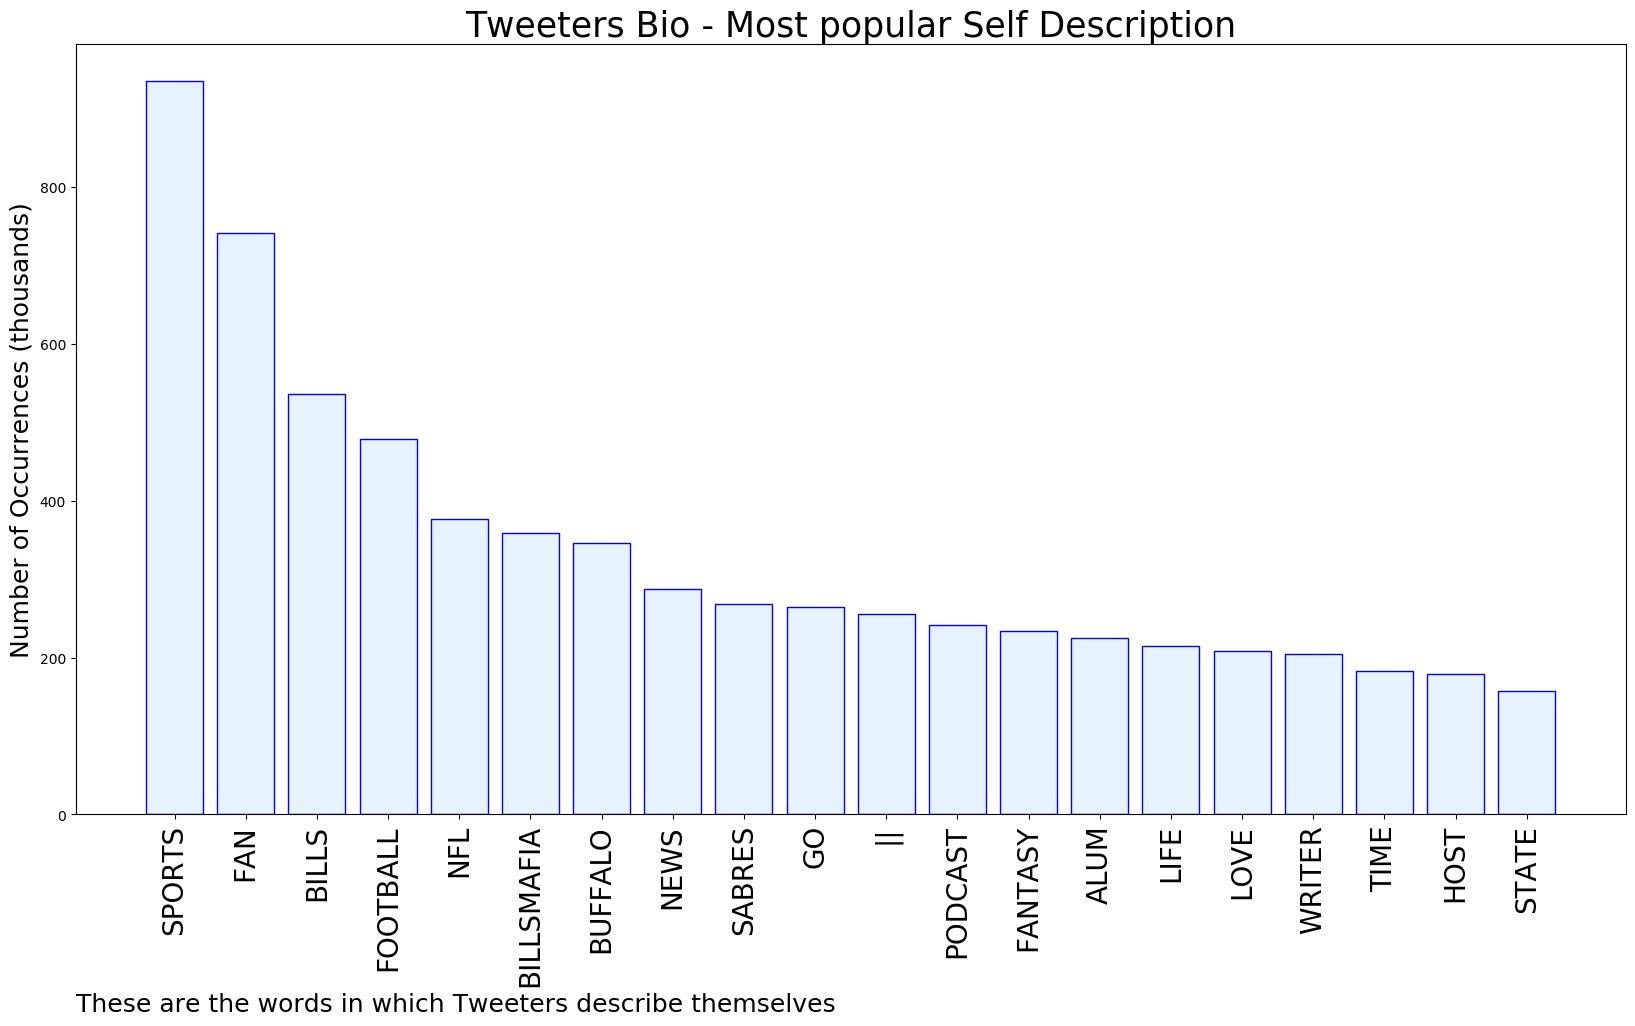 Tweeters Bio - Most popular Self Description
Number of Occurrences (thousands)
800
600
400
200
0
SPORTS
FAN
BILLS
FOOTBALL
NFL
BILLSMAFIA
BUFFALO
NEWS
SABRES
GO
||
PODCAST
FANTASY
ALUM
LIFE
LOVE
WRITER
TIME
HOST
STATE
These are the words in which Tweeters describe themselves